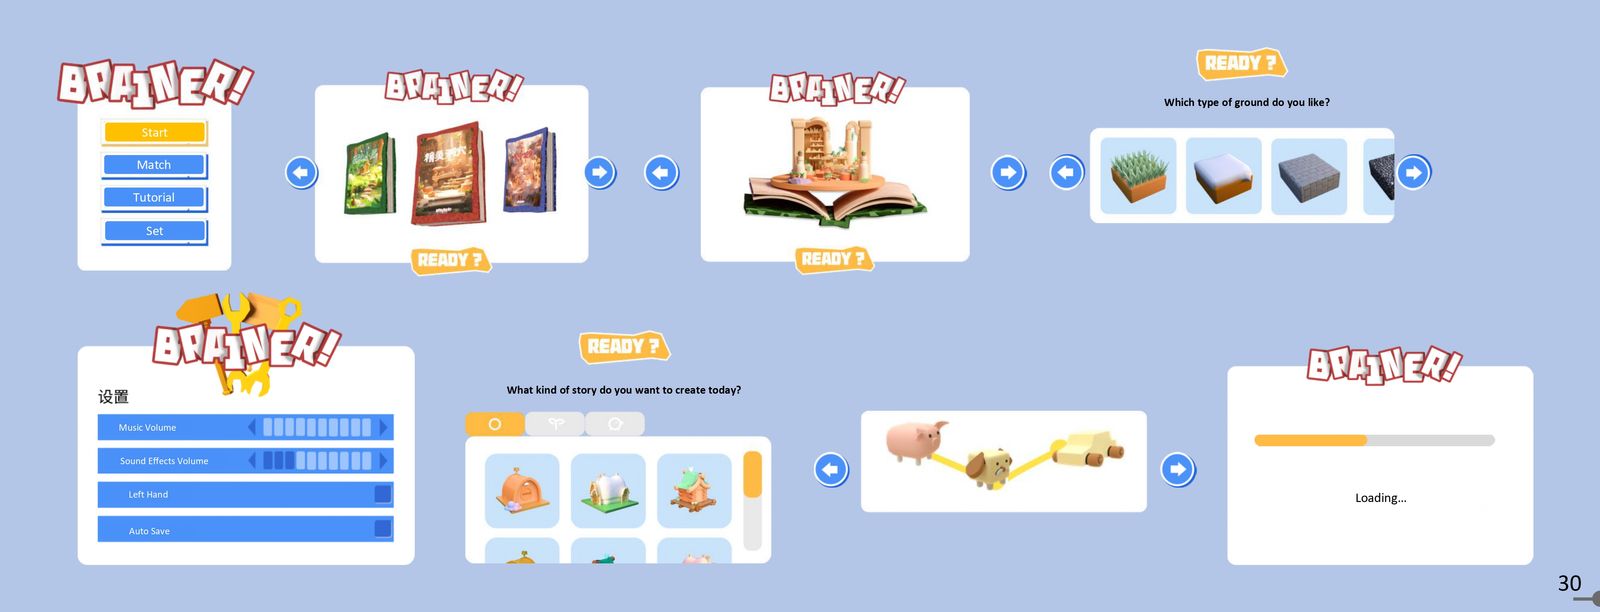 BRAINER!
Start
Match
Tutorial
Set
BRAINER!
READY ?
BRAINER!
READY ?
READY ?
Which type of ground do you like?
BRAINER!
设置
Music Volume
Sound Effects Volume
Left Hand
Auto Save
READY ?
What kind of story do you want to create today?
BRAINER!
Loading...
30